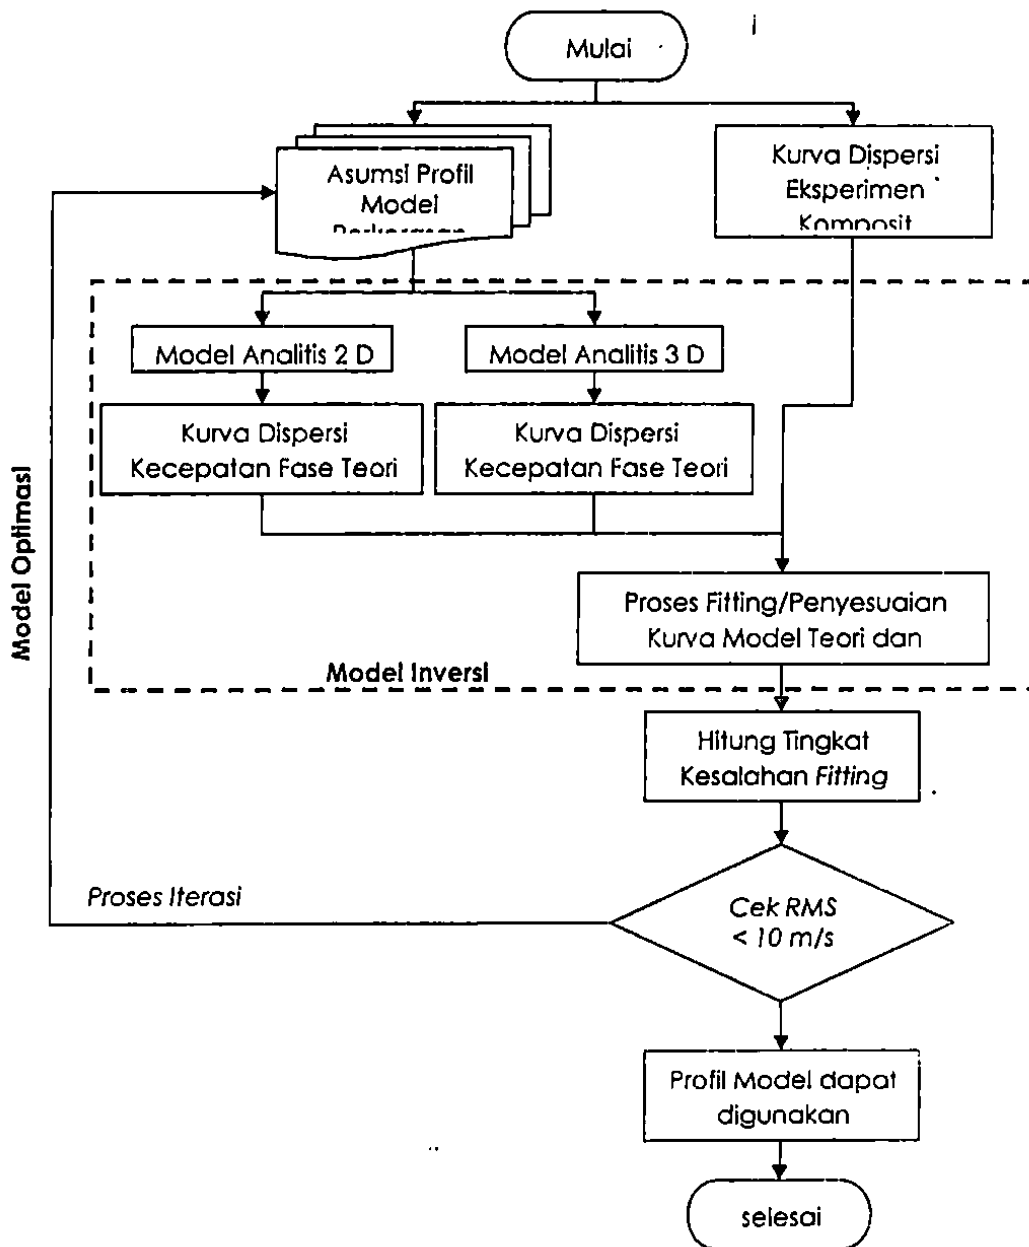 Mulai
Asumsi Profil
Model
Perkerasan
Kurva Dispersi
Eksperimen
Komposit
Model Analitis 2 D
Model Analitis 3 D
Kurva Dispersi
Kecepatan Fase Teori
Kurva Dispersi
Kecepatan Fase Teori
Proses Fitting/Penyesuaian
Kurva Model Teori dan
Model Inversi
Model Optimasi
Hitung Tingkat
Kesalahan Fitting
Proses Iterasi
Cek RMS
< 10 m/s
Profil Model dapat
digunakan
selesai